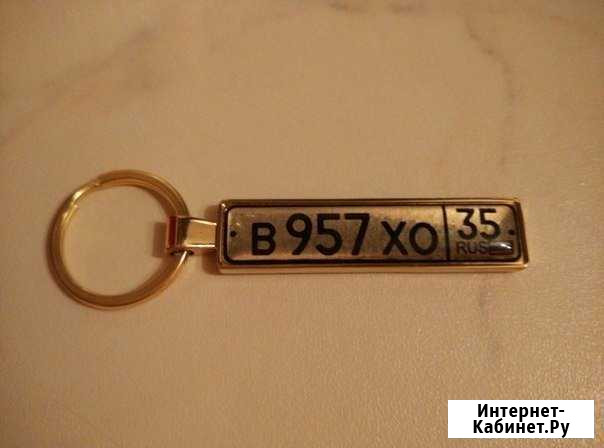 В 957 ХО 35
RUS
Интернет-
Кабинет.Ру